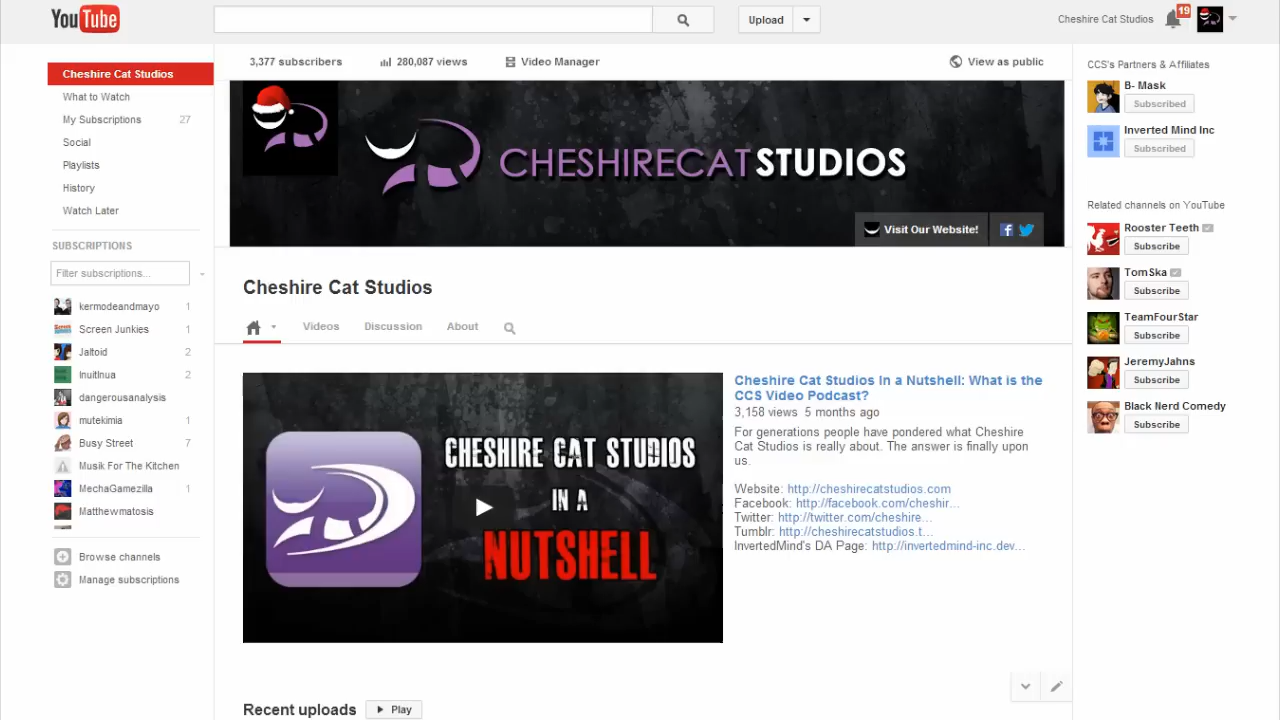 YouTube
Upload
Cheshire Cat Studios
19
Cheshire Cat Studios
What to Watch
My Subscriptions 27
Social
Playlists
History
Watch Later
SUBSCRIPTIONS
Filter subscriptions...
kermodeandmayo 1
Screen Junkies 1
Jaltoid 2
InuitInua 2
dangerousanalysis
mutekimia 1
Busy Street 7
Musik For The Kitchen
MechaGamezilla 1
Matthewmatosis
Browse channels
Manage subscriptions
3,377 subscribers 280,087 views Video Manager View as public
CHESHIRECATSTUDIOS
Visit Our Website!
Cheshire Cat Studios
Videos Discussion About
CHESHIRE CAT STUDIOS
IN A
NUTSHELL
Cheshire Cat Studios In a Nutshell: What is the
CCS Video Podcast?
3,158 views 5 months ago
For generations people have pondered what Cheshire
Cat Studios is really about. The answer is finally upon
us.
Website: http://cheshirecatstudios.com
Facebook: http://facebook.com/cheshir...
Twitter: http://twitter.com/cheshire...
Tumblr: http://cheshirecatstudios.t...
InvertedMind's DA Page: http://invertedmind-inc.dev...
Recent uploads Play
CCS's Partners & Affiliates
B- Mask
Subscribed
Inverted Mind Inc
Subscribed
Related channels on YouTube
Rooster Teeth
Subscribe
TomSka
Subscribe
TeamFourStar
Subscribe
JeremyJahns
Subscribe
Black Nerd Comedy
Subscribe